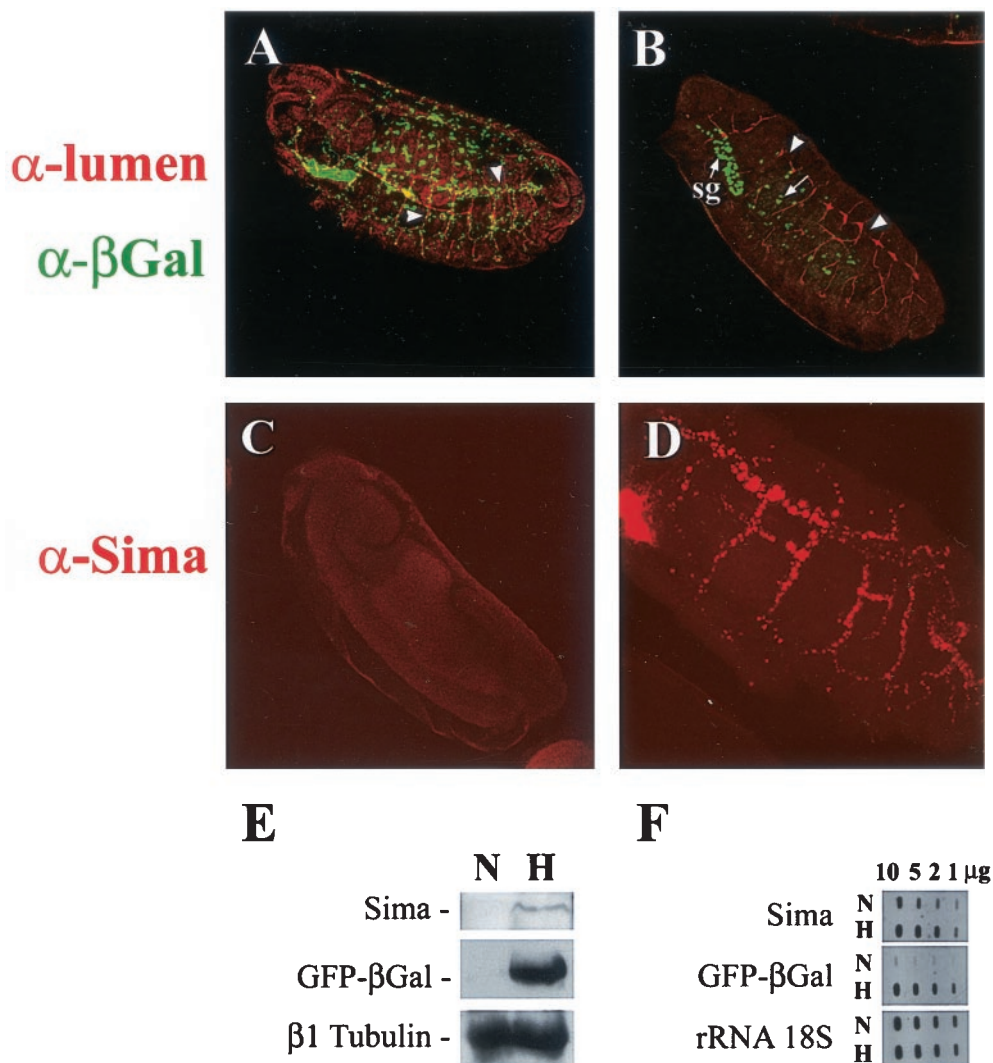 A
B
α-lumen
α-βGal
sg
C
D
α-Sima
E
F
N H
10 5 2 1 µg
Sima -
GFP-βGal -
β1 Tubulin -
Sima N
H
GFP-βGal N
H
rRNA 18S N
H